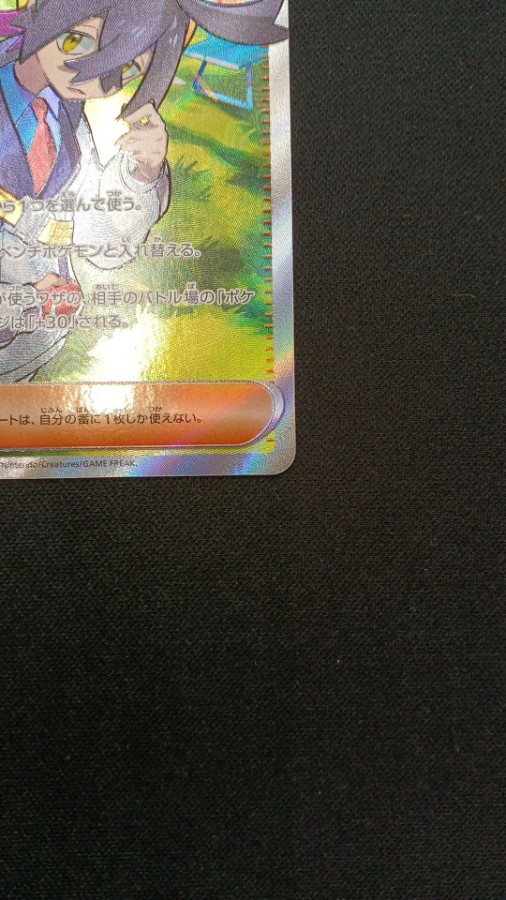 ら1つを選んで使う。
ベンチポケモンと入れ替える。
使うワザの、相手のバトル場の「ポケ
ジは「+30」される。
ートは、自分の番に1枚しか使えない。
Nintendo/Creatures/GAME FREAK.